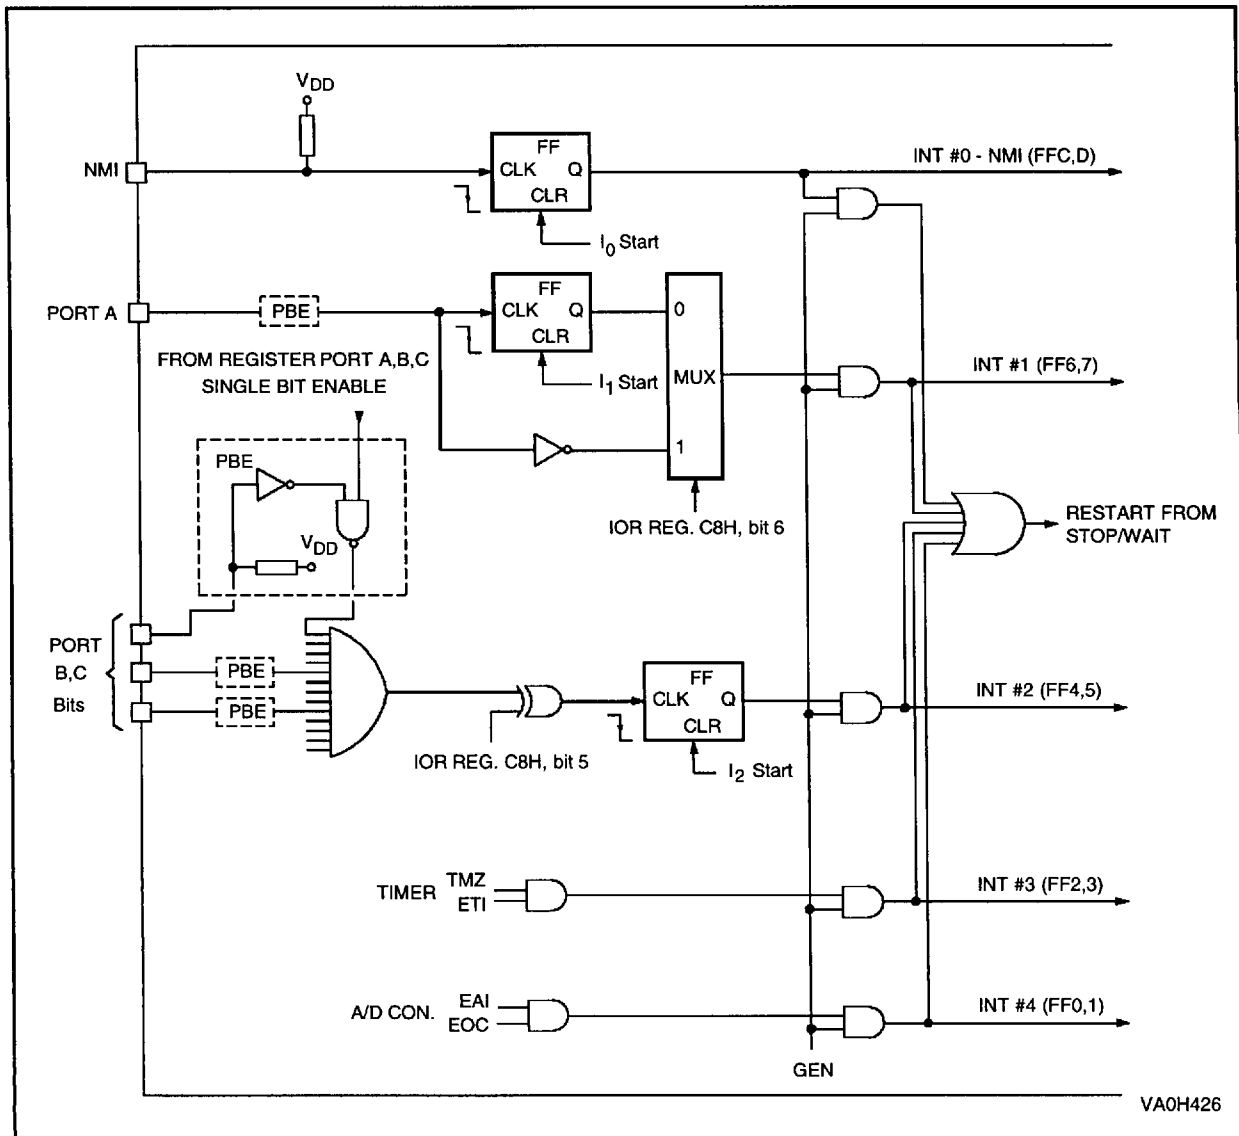 VDD
NMI
FF
CLK Q
CLR
I0 Start
INT #0 - NMI (FFC,D)
PORT A
PBE
FF
CLK Q
CLR
I1 Start
0
MUX
1
IOR REG. C8H, bit 6
INT #1 (FF6,7)
FROM REGISTER PORT A,B,C
SINGLE BIT ENABLE
PBE
VDD
RESTART FROM
STOP/WAIT
PORT
B,C
Bits
PBE
PBE
IOR REG. C8H, bit 5
FF
CLK Q
CLR
I2 Start
INT #2 (FF4,5)
TIMER
TMZ
ETI
INT #3 (FF2,3)
A/D CON.
EAI
EOC
INT #4 (FF0,1)
GEN
VA0H426